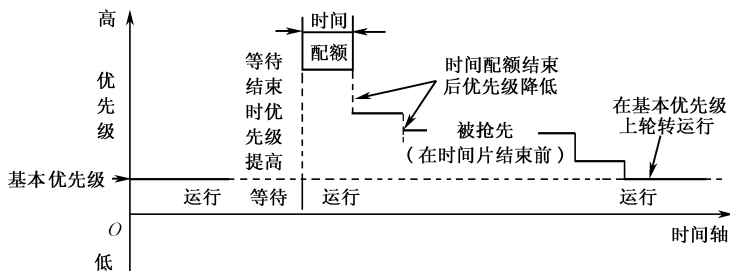 高
优
先
级
基本优先级
O
低
时间
配额
等待
结束
时优
先级
提高
时间配额结束
后优先级降低
被抢先
（在时间片结束前）
在基本优先级
上轮转运行
运行
等待
运行
运行
时间轴